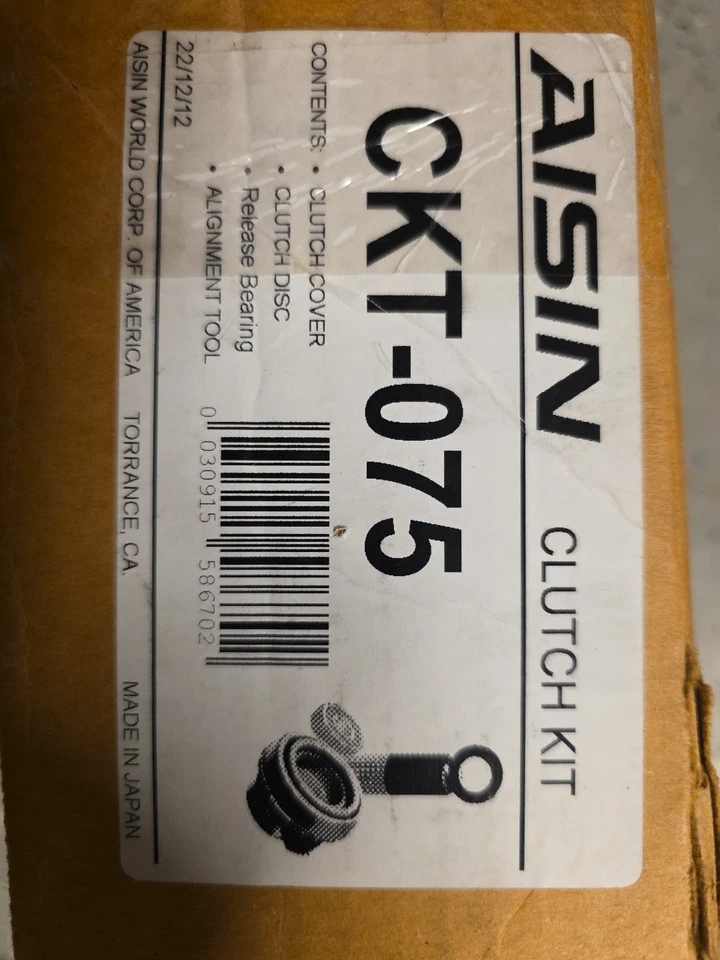 AISIN CLUTCH KIT
CKT-075
CONTENTS: • CLUTCH COVER
• CLUTCH DISC
• Release Bearing
• ALIGNMENT TOOL
0 030915 586702
22/12/12
AISIN WORLD CORP. OF AMERICA TORRANCE, CA. MADE IN JAPAN